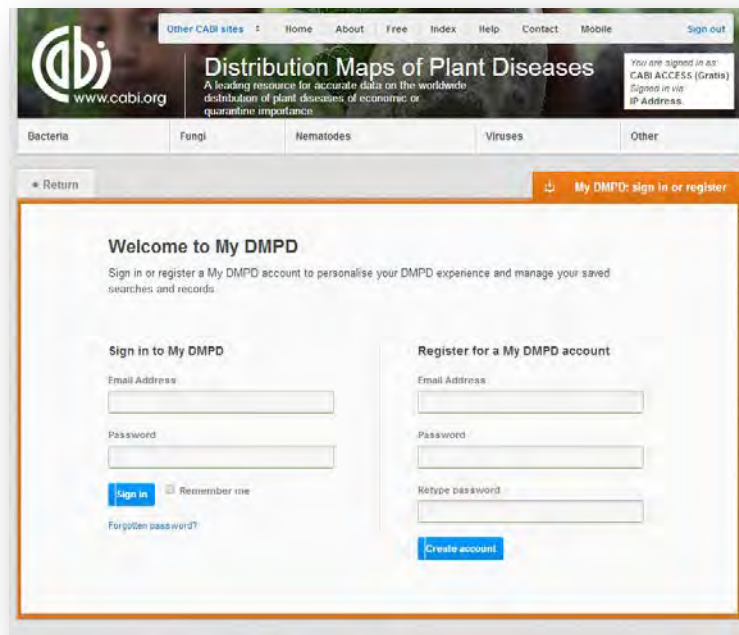 Other CABI sites
Home About Free Index Help Contact Mobile
Sign out
cabi
www.cabi.org
Distribution Maps of Plant Diseases
A leading resource for accurate data on the worldwide
distribution of plant diseases of economic or
quarantine importance
You are signed in as:
CABI ACCESS (Gratis)
Signed in via:
IP Address.
Bacteria Fungi Nematodes Viruses Other
Return
My DMPD: sign in or register
Welcome to My DMPD
Sign in or register a My DMPD account to personalise your DMPD experience and manage your saved
searches and records.
Sign in to My DMPD
Email Address
Password
Sign in
Remember me
Forgotten password?
Register for a My DMPD account
Email Address
Password
Retype password
Create account